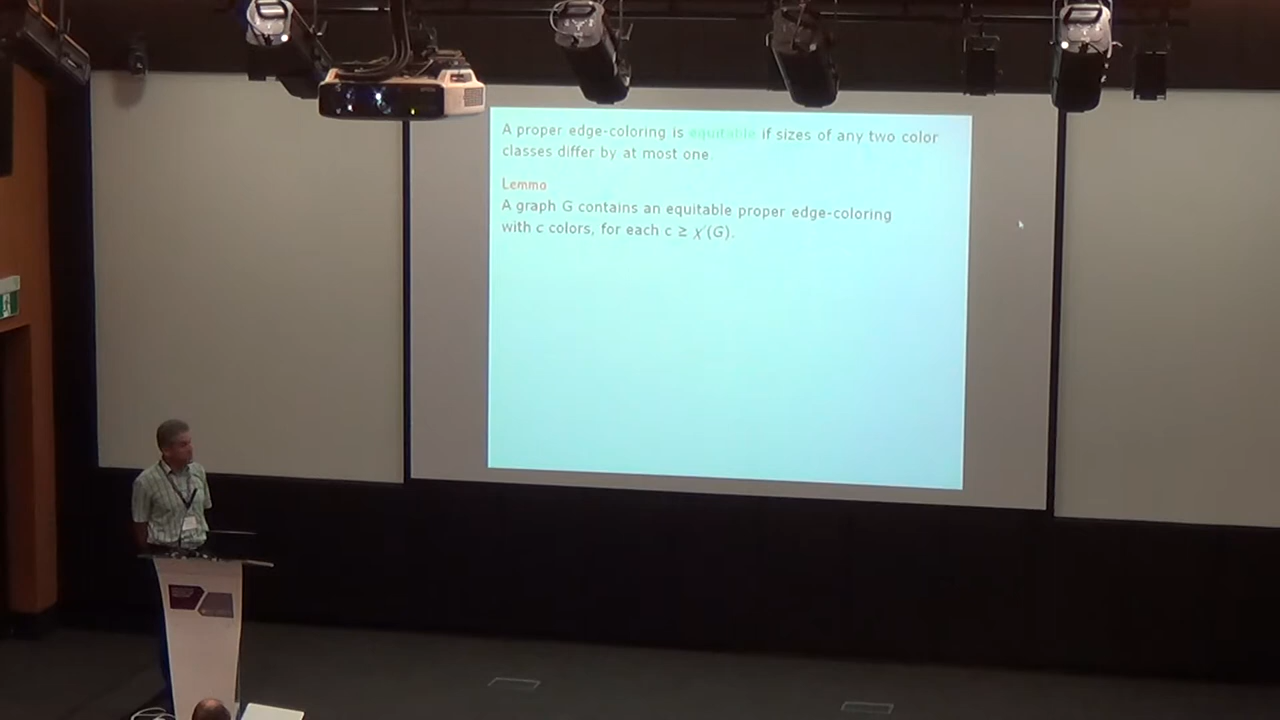 A proper edge-coloring is equitable if sizes of any two color
classes differ by at most one.
Lemma
A graph G contains an equitable proper edge-coloring
with c colors, for each c ≥ χ′(G).